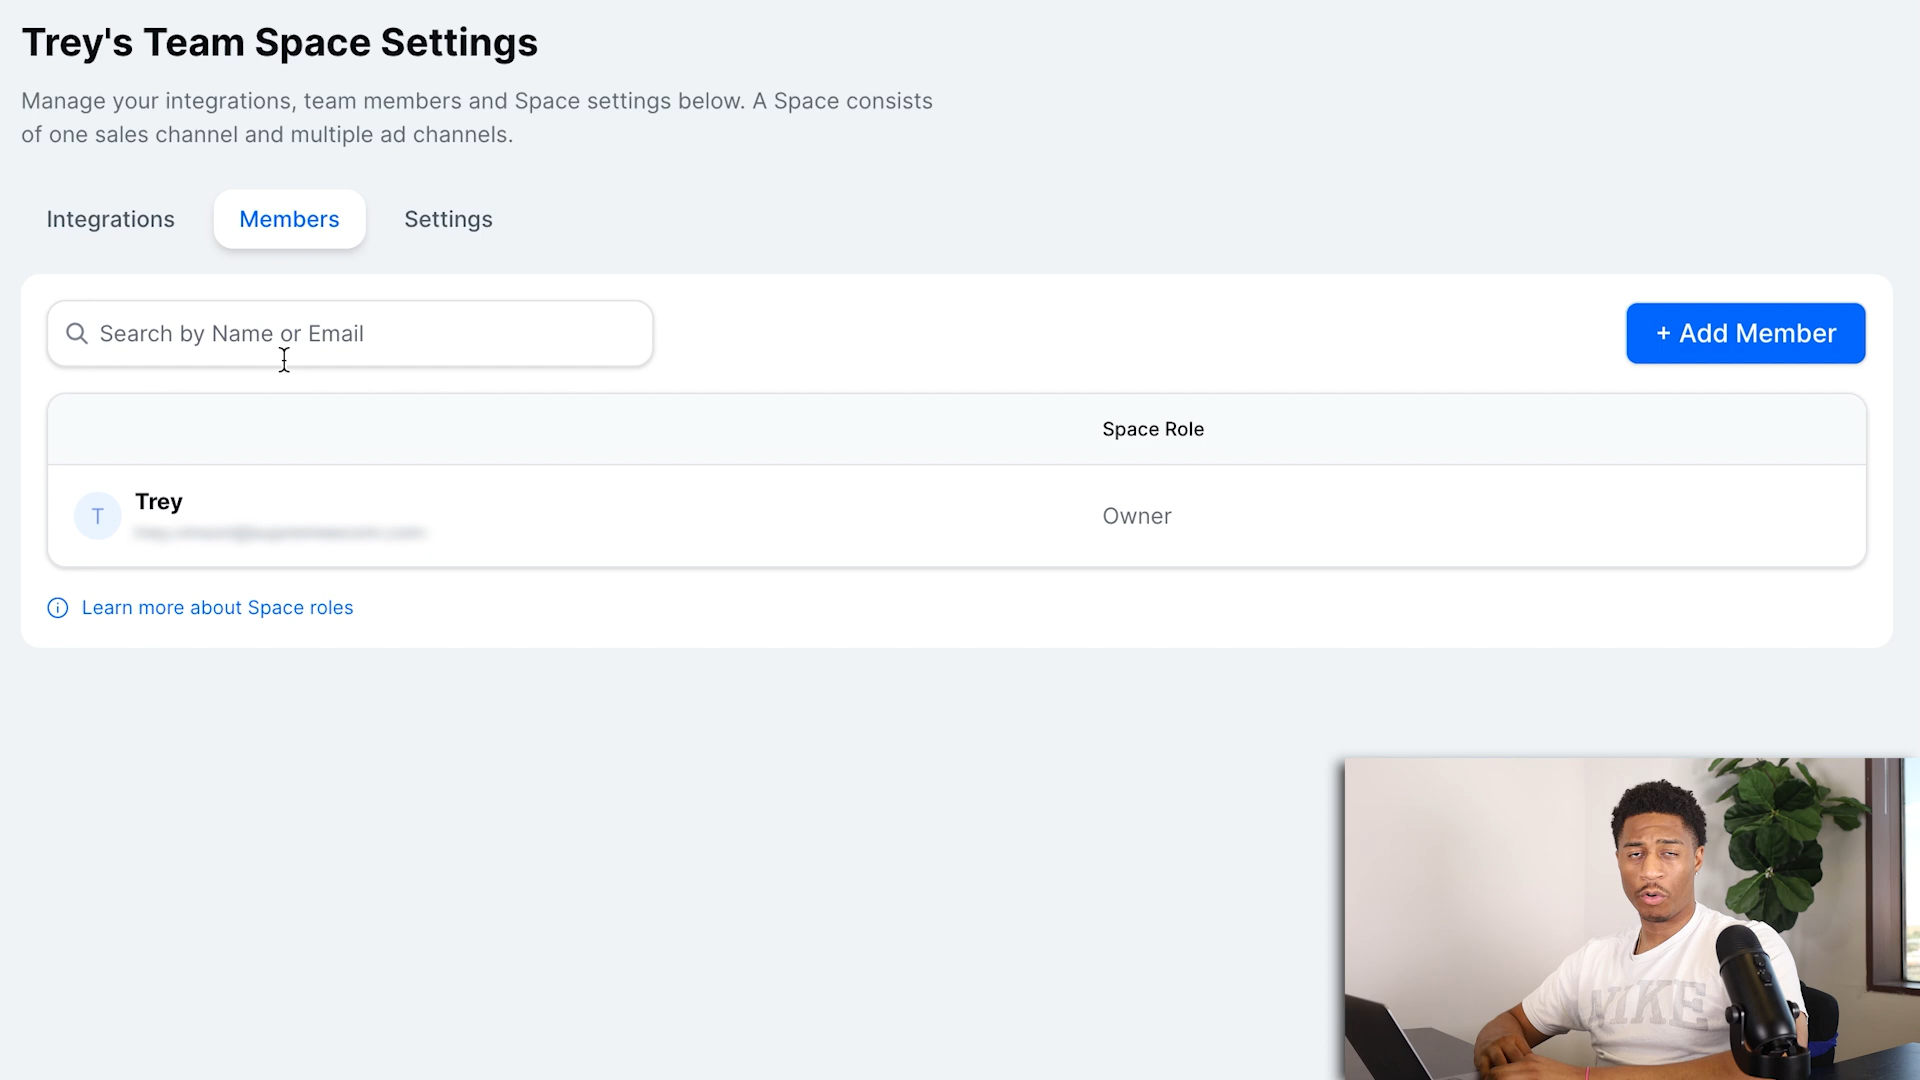 Trey's Team Space Settings
Manage your integrations, team members and Space settings below. A Space consists
of one sales channel and multiple ad channels.
Integrations
Members
Settings
Search by Name or Email
+ Add Member
Space Role
T
Trey
Owner
Learn more about Space roles
NIKE